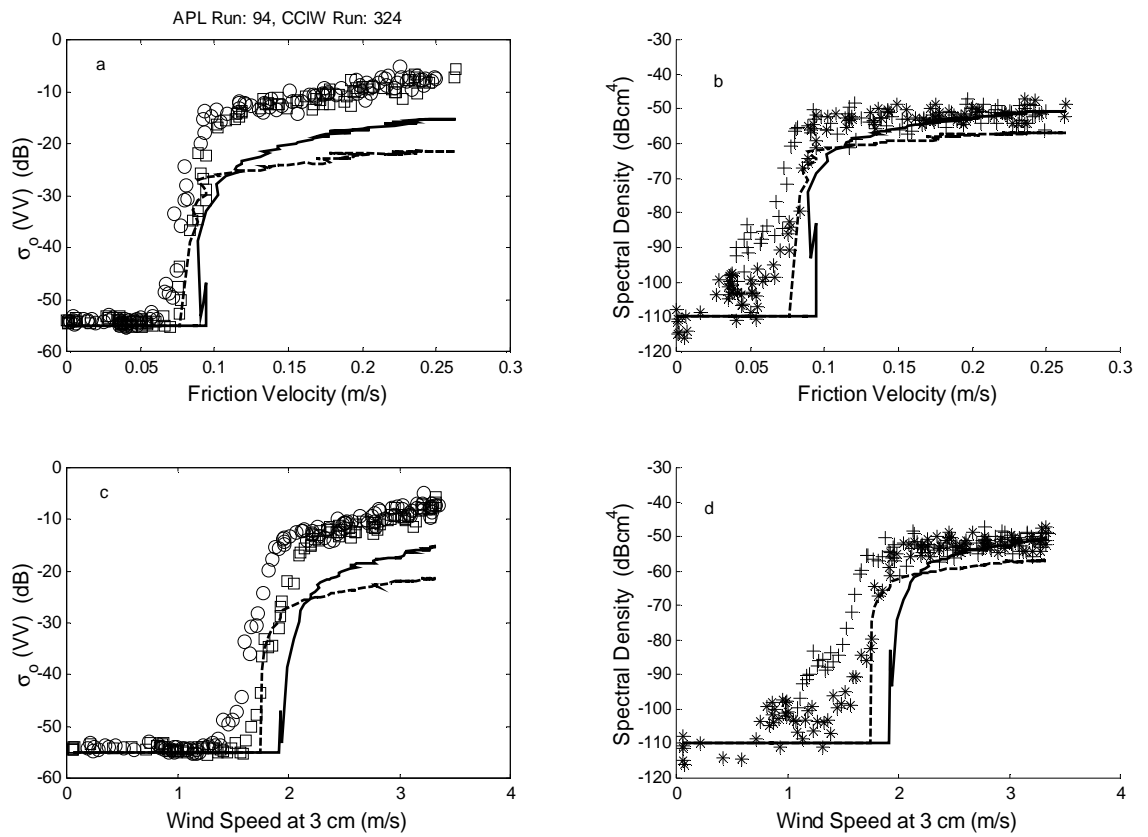 APL Run: 94, CCIW Run: 324
a
0
-10
-20
-30
-40
-50
-60
σo (VV) (dB)
0 0.05 0.1 0.15 0.2 0.25 0.3
Friction Velocity (m/s)
b
-30
-40
-50
-60
-70
-80
-90
-100
-110
-120
Spectral Density (dBcm4)
0 0.05 0.1 0.15 0.2 0.25 0.3
Friction Velocity (m/s)
c
0
-10
-20
-30
-40
-50
-60
σo (VV) (dB)
0 1 2 3 4
Wind Speed at 3 cm (m/s)
d
-30
-40
-50
-60
-70
-80
-90
-100
-110
-120
Spectral Density (dBcm4)
0 1 2 3 4
Wind Speed at 3 cm (m/s)